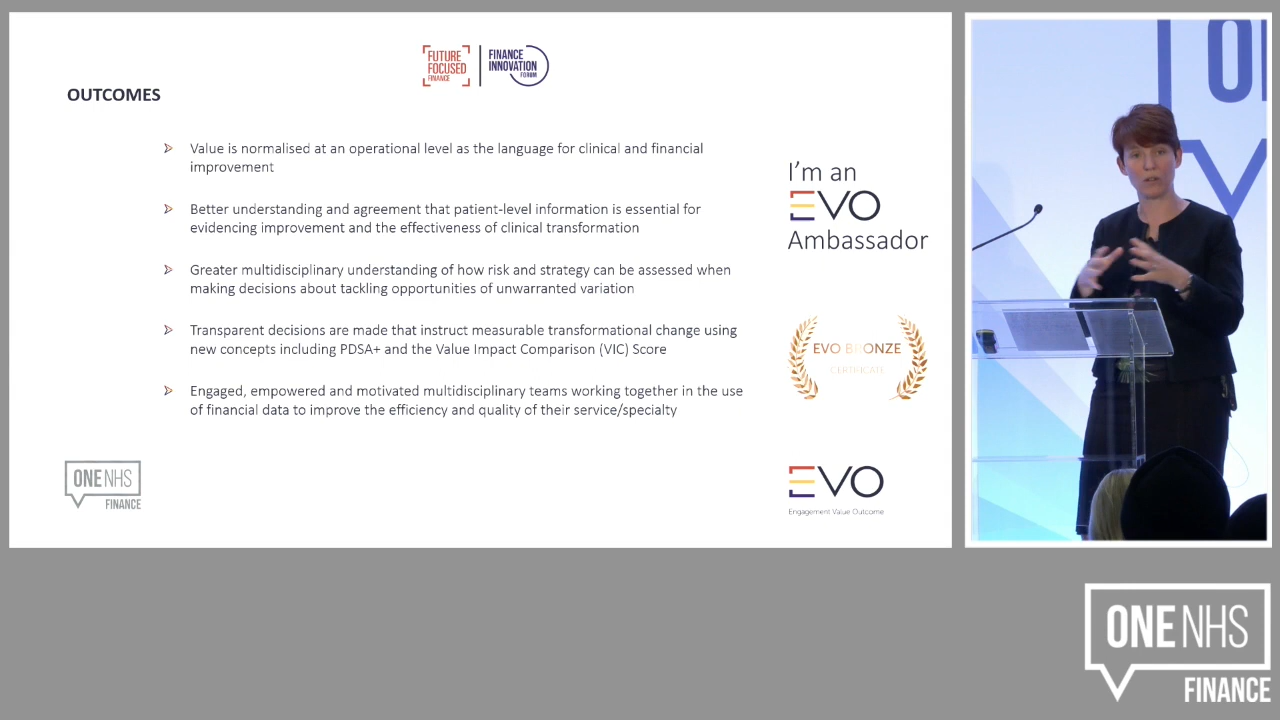 FUTURE
FOCUSED
FINANCE
FINANCE
INNOVATION
FORUM
OUTCOMES
Value is normalised at an operational level as the language for clinical and financial
improvement
Better understanding and agreement that patient-level information is essential for
evidencing improvement and the effectiveness of clinical transformation
Greater multidisciplinary understanding of how risk and strategy can be assessed when
making decisions about tackling opportunities of unwarranted variation
Transparent decisions are made that instruct measurable transformational change using
new concepts including PDSA+ and the Value Impact Comparison (VIC) Score
Engaged, empowered and motivated multidisciplinary teams working together in the use
of financial data to improve the efficiency and quality of their service/specialty
I'm an
EVO
Ambassador
EVO BRONZE
CERTIFICATE
ONE NHS
FINANCE
EVO
Engagement Value Outcome
ONE NHS
FINANCE